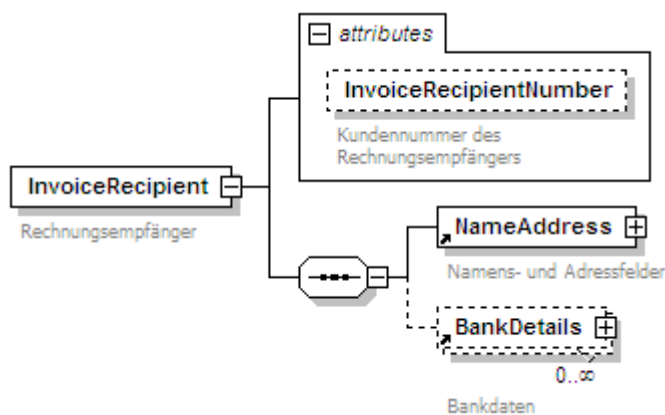 attributes
InvoiceRecipientNumber
Kundennummer des
Rechnungsempfängers
InvoiceRecipient
Rechnungsempfänger
NameAddress
Namens- und Adressfelder
BankDetails
0..∞
Bankdaten